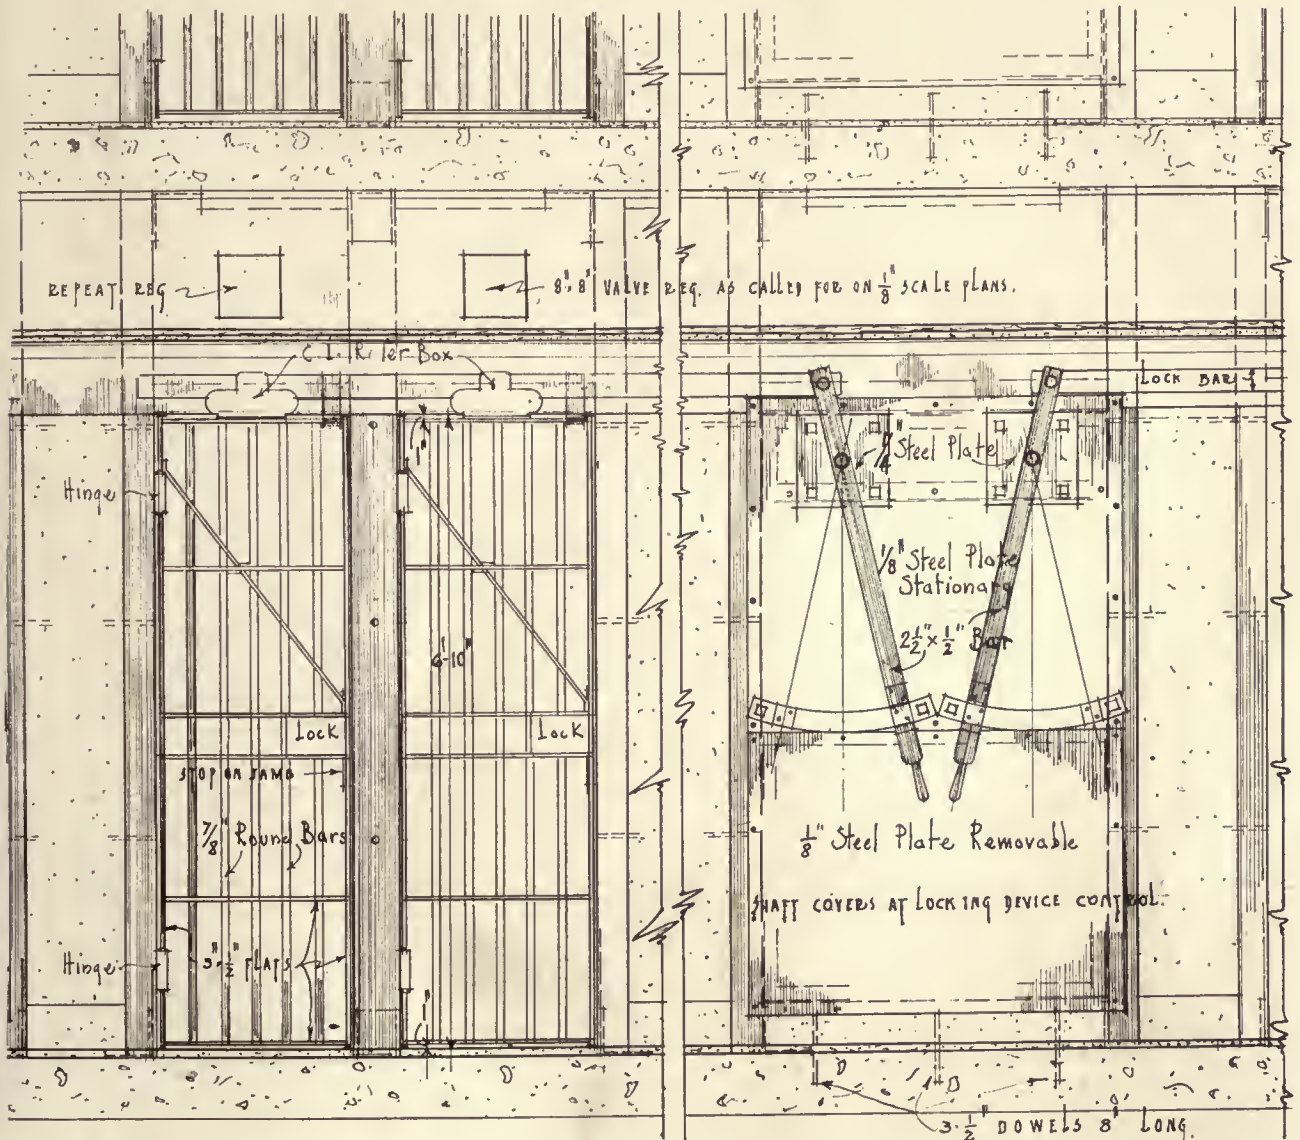 REPEAT REG
8"·8" VALVE REG. AS CALLED FOR ON 1/8" SCALE PLANS.
C.I. Box
LOCK BAR
1"
1/4" Steel Plate
Hinge
1/8" Steel Plate
Stationary
2 1/2" × 1/2" Bar
6'-10"
Lock
Lock
STOP ON JAMB
7/8" Round Bars
1/8" Steel Plate Removable
SHAFT COVERS AT LOCKING DEVICE CONTROL.
Hinge
3"·1/2" FLATS
1"
3·1/2" DOWELS 8" LONG.